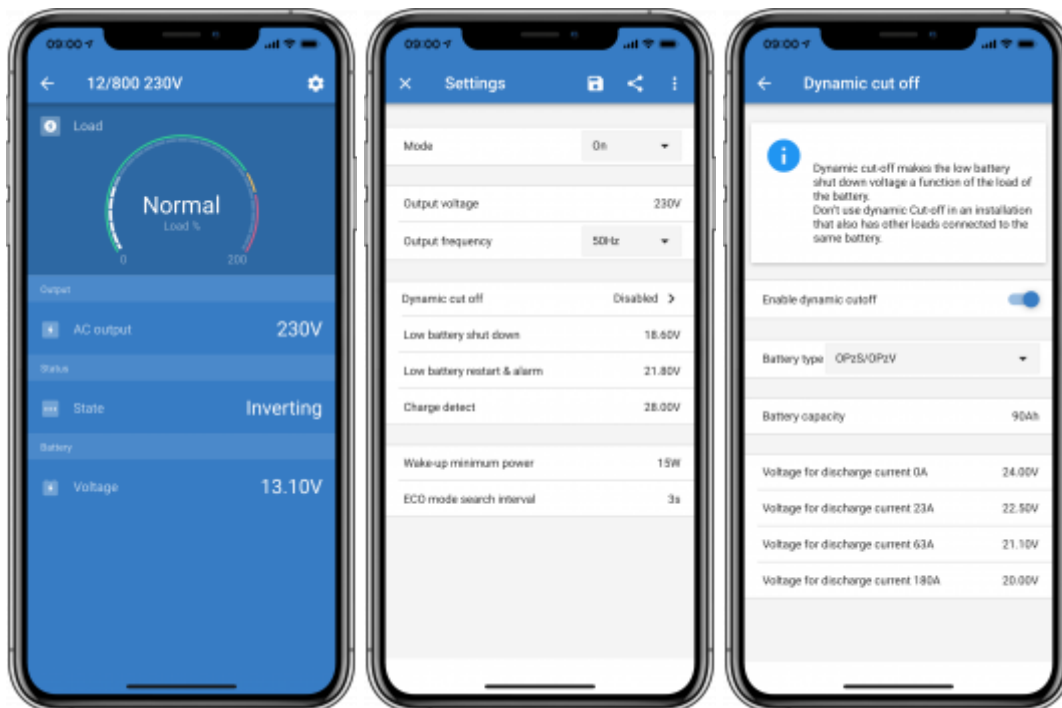 09:00
12/800 230V
Load
Normal
Load %
0 200
Output
AC output 230V
Status
State Inverting
Battery
Voltage 13.10V
09:00
Settings
Mode On
Output voltage 230V
Output frequency 50Hz
Dynamic cut off Disabled
Low battery shut down 18.60V
Low battery restart & alarm 21.80V
Charge detect 28.00V
Wake-up minimum power 15W
ECO mode search interval 3s
09:00
Dynamic cut off
Dynamic cut-off makes the low battery
shut down voltage a function of the load of
the battery.
Don't use dynamic Cut-off in an installation
that also has other loads connected to the
same battery.
Enable dynamic cutoff
Battery type OPzS/OPzV
Battery capacity 90Ah
Voltage for discharge current 0A 24.00V
Voltage for discharge current 23A 22.50V
Voltage for discharge current 63A 21.10V
Voltage for discharge current 180A 20.00V